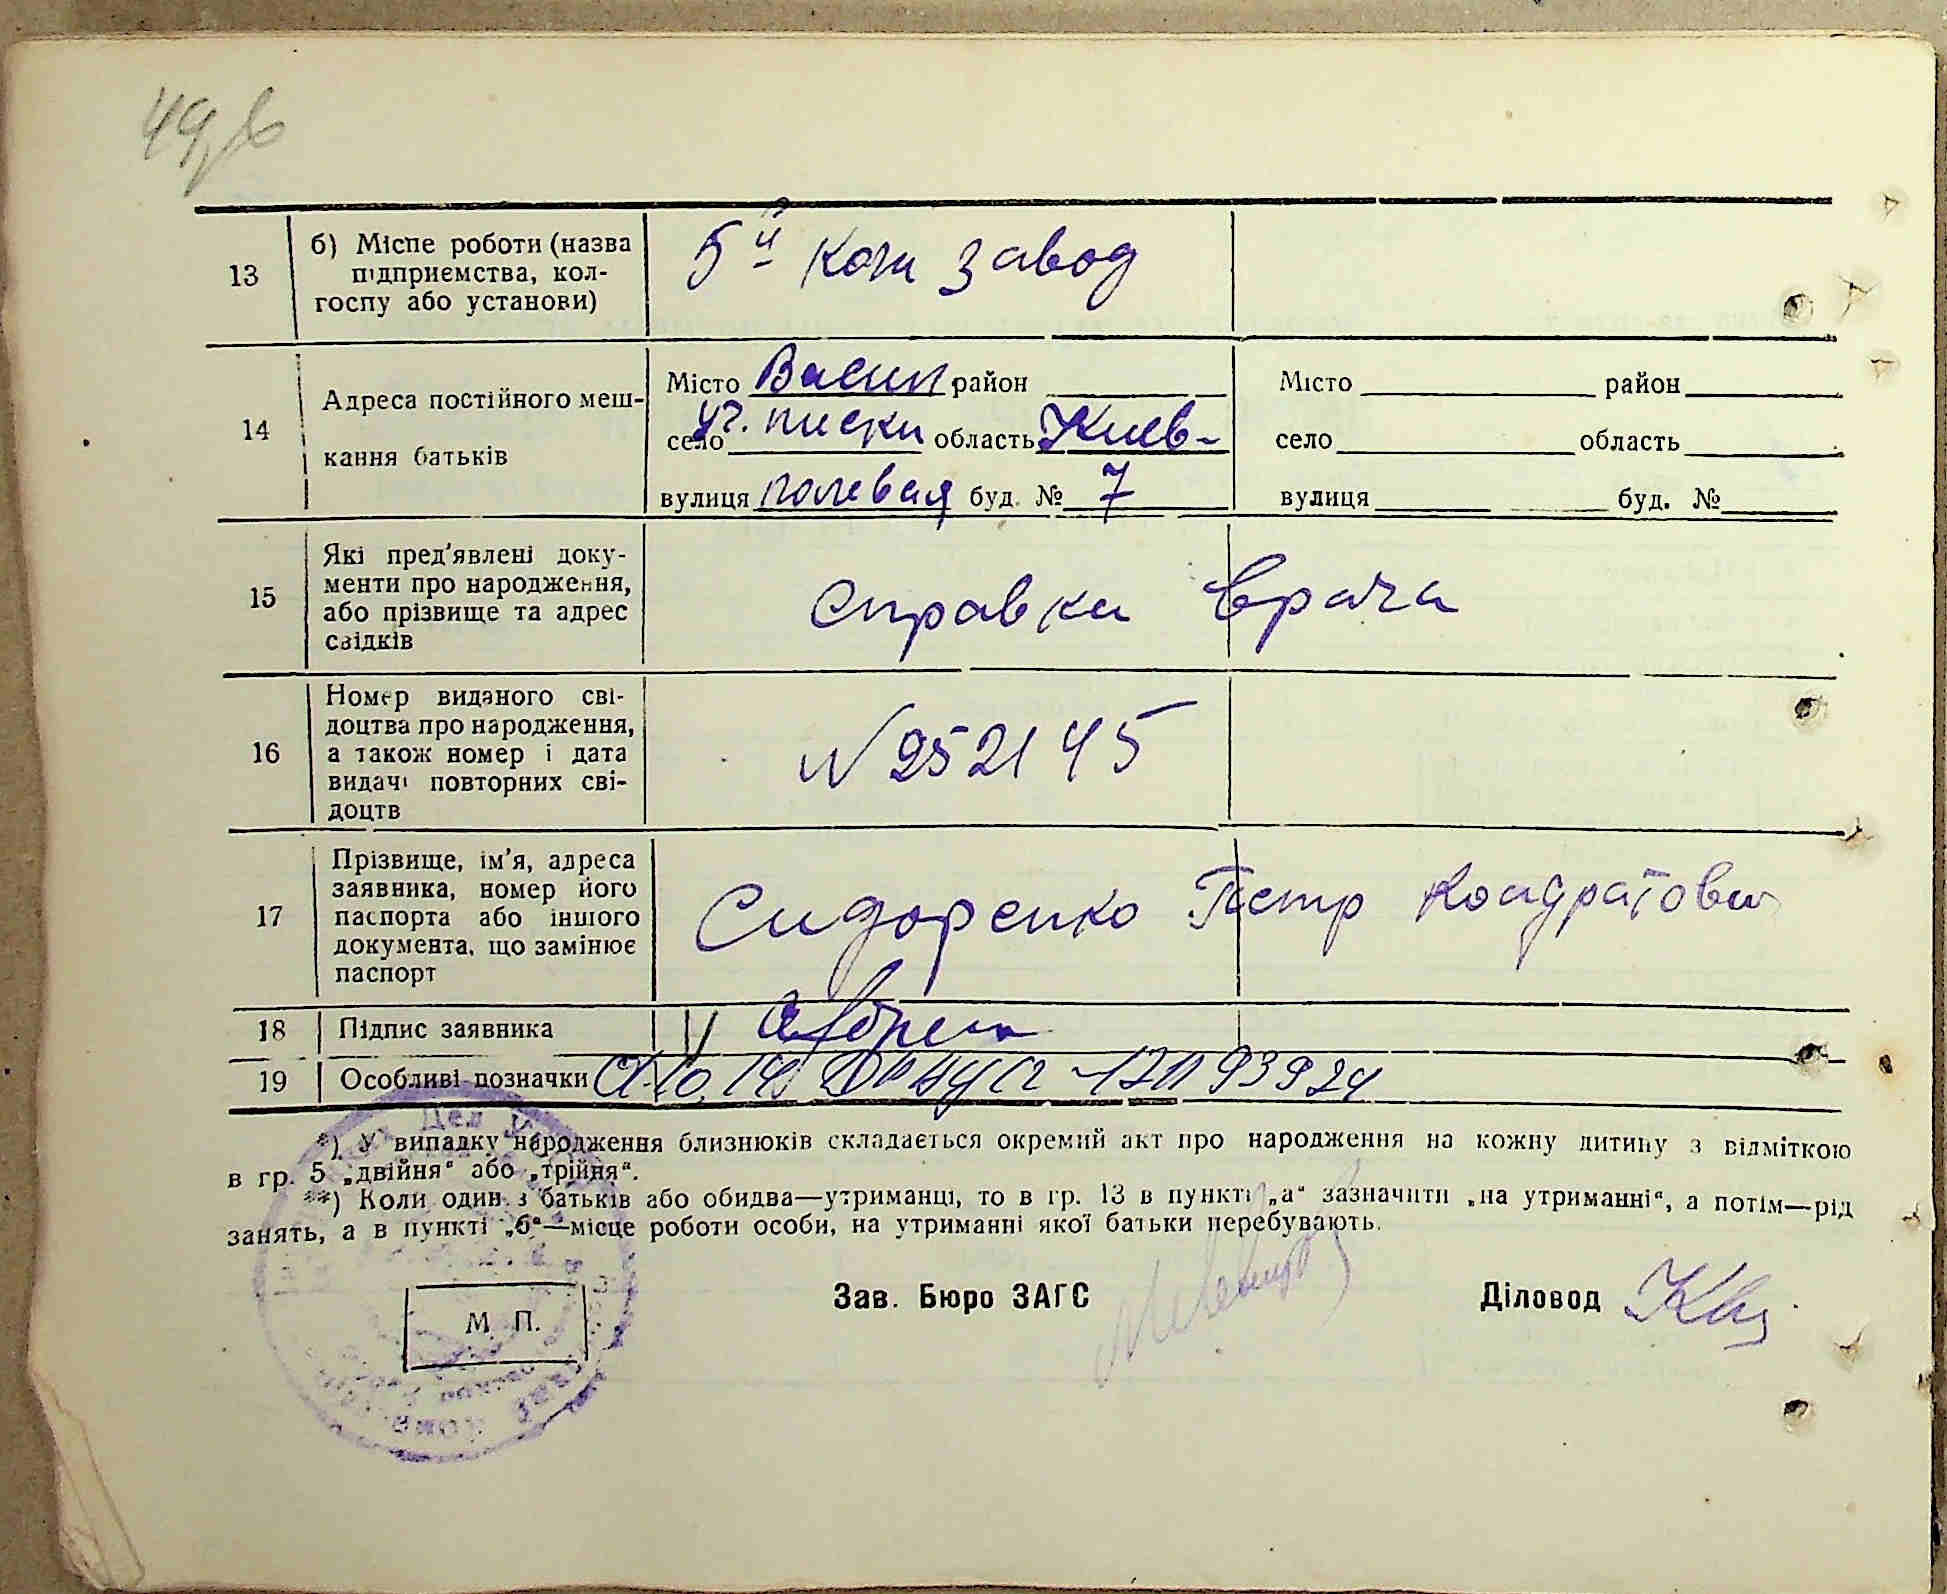 49
13
б) Місце роботи (назва
підприємства, кол-
госпу або установи)
5й Кож завод
14
Адреса постійного меш-
кання батьків
Місто Васил район
село уч. писки область Киев-
вулиця полевая буд. № 7
Місто район
село область
вулиця буд. №
15
Які пред'явлені доку-
менти про народження,
або прізвище та адрес
свідків
Справка врача
16
Номер виданого сві-
доцтва про народження,
а також номер і дата
видачі повторних сві-
доцтв
N 252145
17
Прізвище, ім'я, адреса
заявника, номер його
паспорта або іншого
документа, що замінює
паспорт
Сидоренко Петр Кондратович
18
Підпис заявника
19
Особливі позначки
*) У випадку народження близнюків складається окремий акт про народження на кожну дитину з відміткою
в гр. 5 „двійня“ або „трійня“.
**) Коли один з батьків або обидва—утриманці, то в гр. 13 в пункті „а“ зазначити „на утриманні“, а потім—рід
занять, а в пункті „б“—місце роботи особи, на утриманні якої батьки перебувають.
М. П.
Зав. Бюро ЗАГС
Діловод